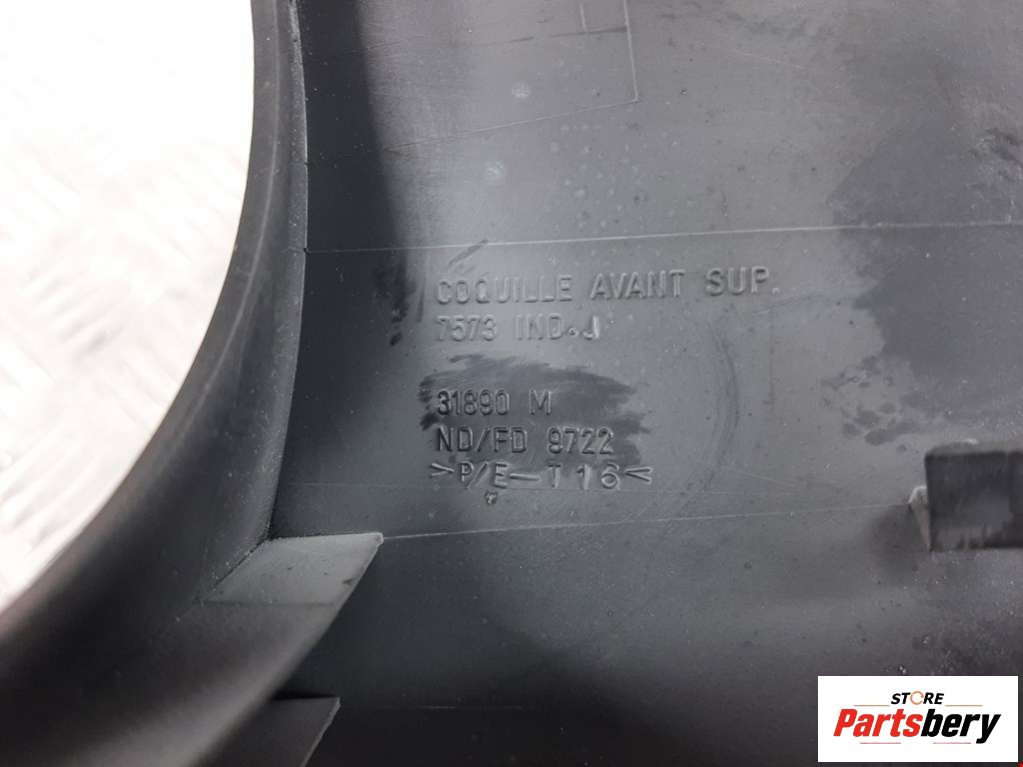 COQUILLE AVANT SUP.
7573 IND.J
31890 M
ND/FD 9722
>P/E-T16<
STORE
Partsbery